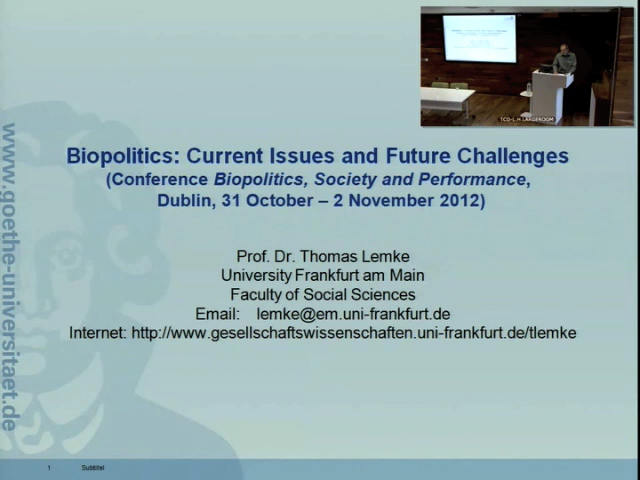 TCD-L.H LARGEROOM
www.goethe-universitaet.de
Biopolitics: Current Issues and Future Challenges
(Conference Biopolitics, Society and Performance,
Dublin, 31 October – 2 November 2012)
Prof. Dr. Thomas Lemke
University Frankfurt am Main
Faculty of Social Sciences
Email: lemke@em.uni-frankfurt.de
Internet: http://www.gesellschaftswissenschaften.uni-frankfurt.de/tlemke
1 Subtitel